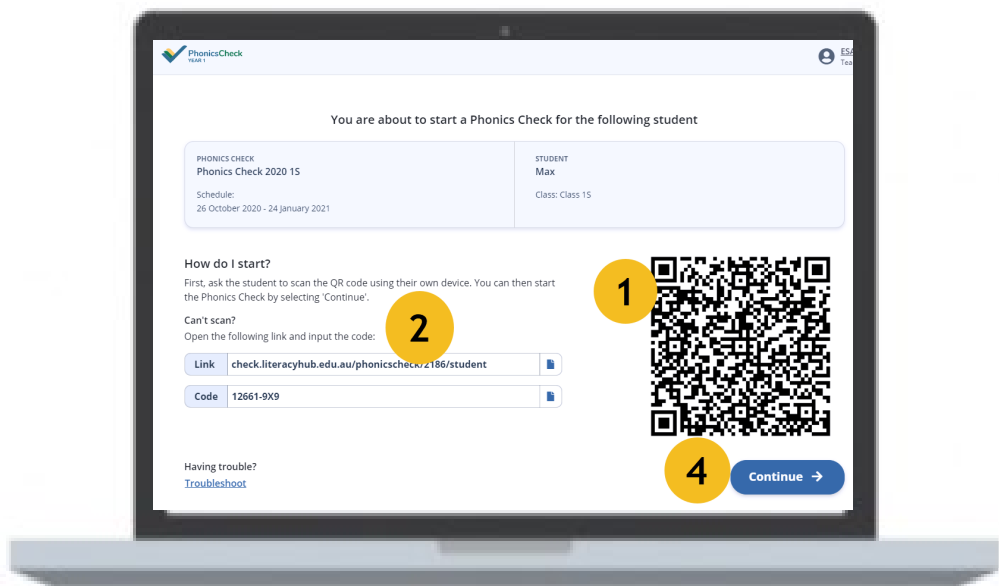 PhonicsCheck
YEAR 1
ESA
Tea
You are about to start a Phonics Check for the following student
PHONICS CHECK
Phonics Check 2020 1S
Schedule:
26 October 2020 - 24 January 2021
STUDENT
Max
Class: Class 1S
How do I start?
First, ask the student to scan the QR code using their own device. You can then start
the Phonics Check by selecting 'Continue'.
Can't scan?
Open the following link and input the code:
1
2
Link check.literacyhub.edu.au/phonicscheck/2186/student
Code 12661-9X9
Having trouble?
Troubleshoot
4
Continue →